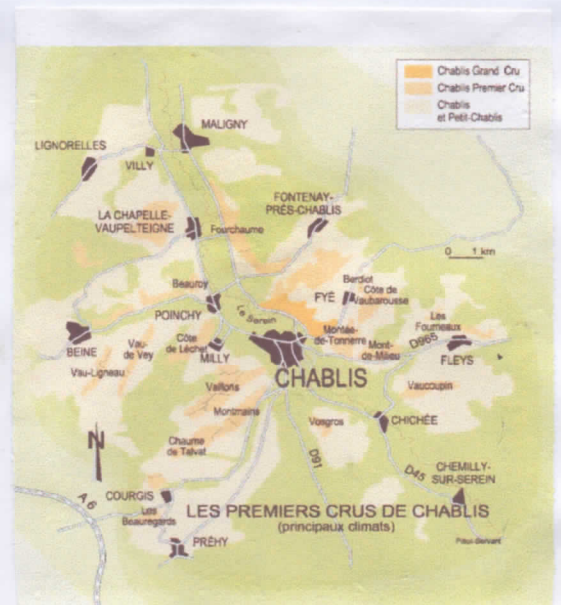 Chablis Grand Cru
Chablis Premier Cru
Chablis
et Petit-Chablis
MALIGNY
LIGNORELLES
VILLY
LA CHAPELLE-
VAUPELTEIGNE
Fourchaume
FONTENAY-
PRÈS-CHABLIS
0 1 km
Beauroy
POINCHY
Le Serein
FYÉ
Berdiot
Côte de
Vaubarousse
BEINE
Vau-
de Vey
Côte
de Léchet
MILLY
Montée-
de-Tonnerre
Mont-
de-Milieu
D965
Les
Fourneaux
FLEYS
Vau-Ligneau
CHABLIS
Vaillons
Vaucoupin
Montmains
Vosgros
CHICHÉE
Chaume
de Talvat
N
D91
D45
CHEMILLY-
SUR-SEREIN
A 6
COURGIS
Les
Beauregards
LES PREMIERS CRUS DE CHABLIS
(principaux climats)
PRÉHY